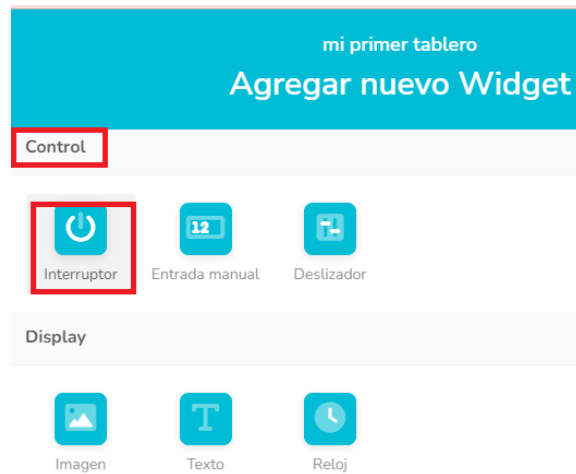 mi primer tablero
Agregar nuevo Widget
Control
12
Interruptor Entrada manual Deslizador
Display
T
Imagen Texto Reloj